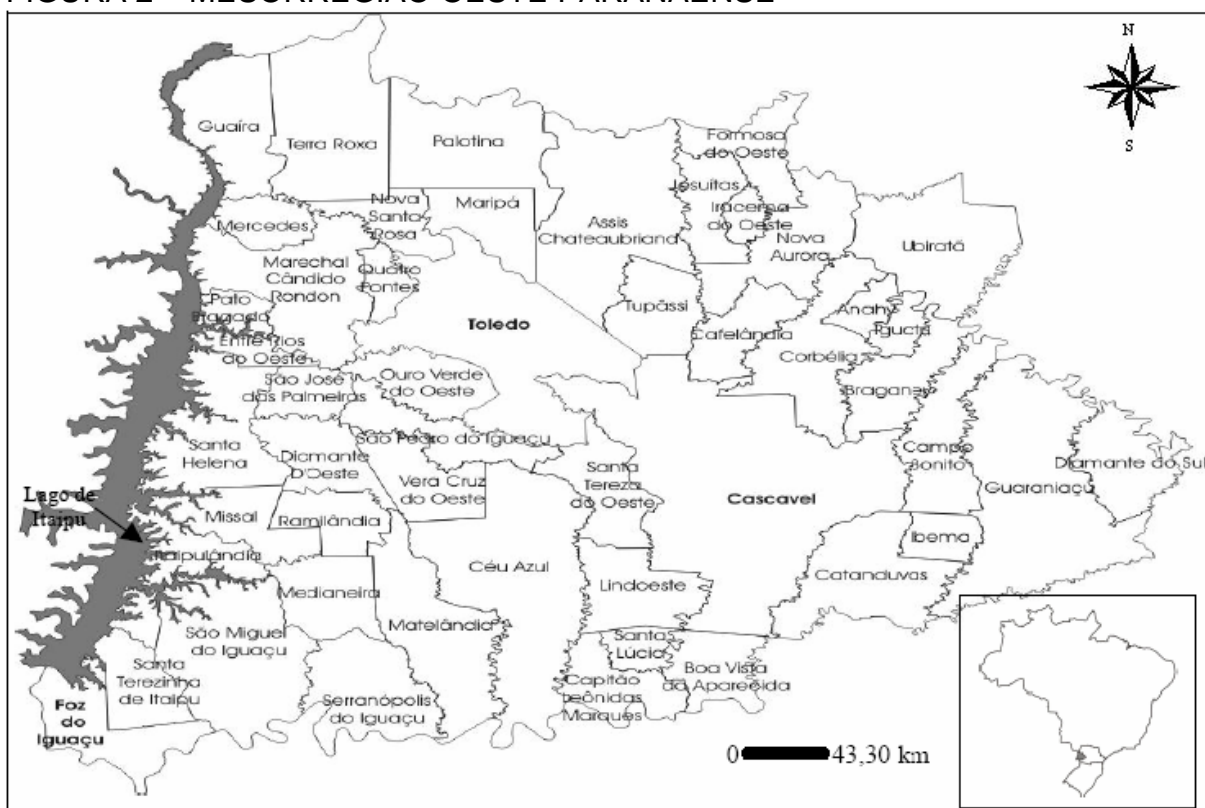 FIGURA 2 – MESORREGIÃO OESTE PARANAENSE
N
S
Guaíra
Terra Roxa
Palotina
Formosa
do Oeste
Jesuítas
Iracema
do Oeste
Nova
Santa
Rosa
Maripá
Mercedes
Assis
Chateaubriand
Nova
Aurora
Ubiratã
Marechal
Cândido
Rondon
Quatro
Pontes
Pato
Bragado
Toledo
Tupãssi
Cafelândia
Anahy
Iguatu
Entre Rios
do Oeste
Corbélia
São José
das Palmeiras
Ouro Verde
do Oeste
Braganey
Santa
Helena
Diamante
D'Oeste
São Pedro do Iguaçu
Vera Cruz
do Oeste
Santa
Tereza
do Oeste
Cascavel
Campo
Bonito
Guaraniaçu
Diamante do Sul
Lago de
Itaipu
Missal
Ramilândia
Ibema
Itaipulândia
Céu Azul
Lindoeste
Catanduvas
Medianeira
Matelândia
São Miguel
do Iguaçu
Santa
Lúcia
Santa
Terezinha
de Itaipu
Serranópolis
do Iguaçu
Capitão
Leônidas
Marques
Boa Vista
da Aparecida
Foz
do
Iguaçu
0 43,30 km